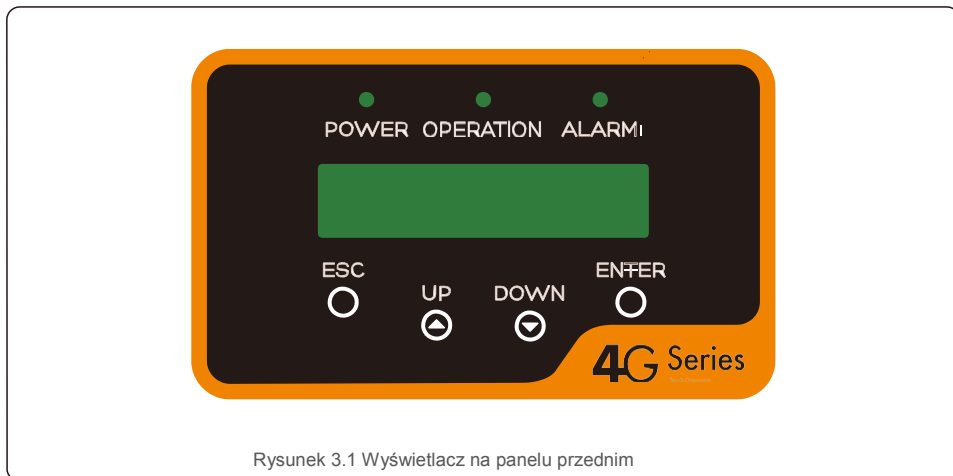 POWER OPERATION ALARM
ESC ENTER
UP DOWN
4G Series
Rysunek 3.1 Wyświetlacz na panelu przednim